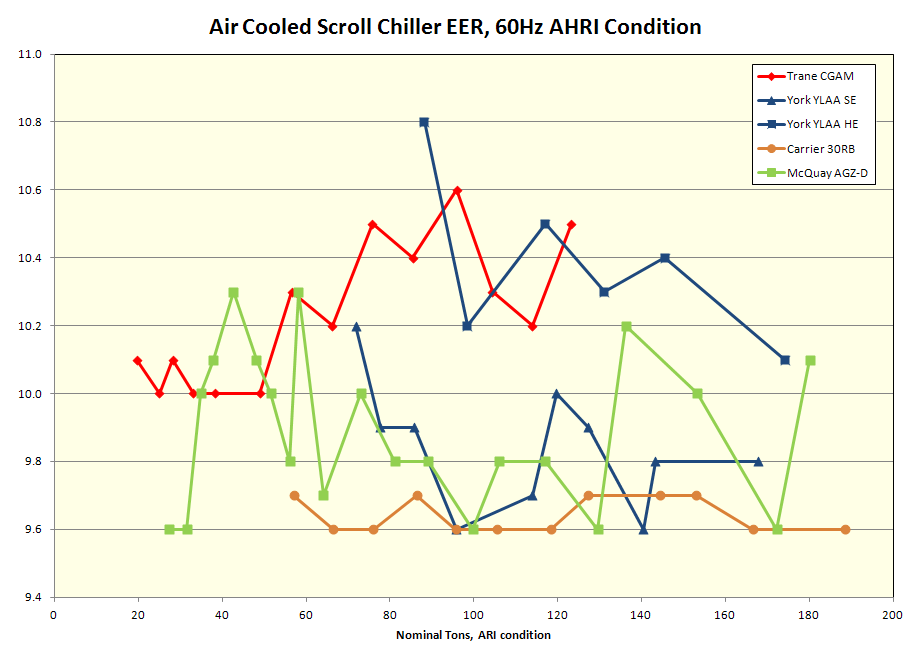 Air Cooled Scroll Chiller EER, 60Hz AHRI Condition
11.0
10.8
10.6
10.4
10.2
10.0
9.8
9.6
9.4
Trane CGAM
York YLAA SE
York YLAA HE
Carrier 30RB
McQuay AGZ-D
0 20 40 60 80 100 120 140 160 180 200
Nominal Tons, ARI condition